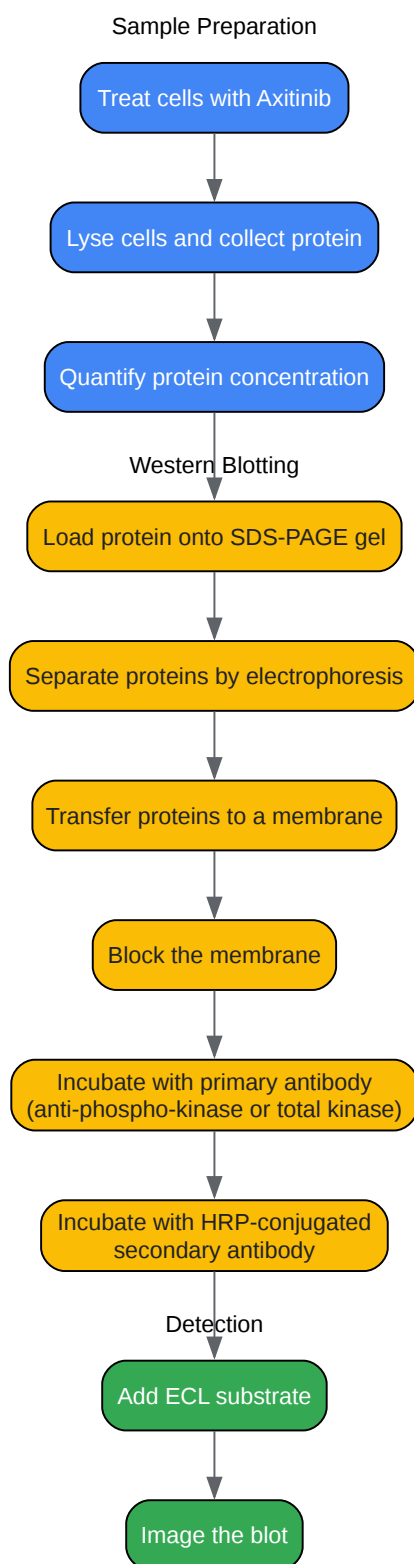 Sample Preparation
Treat cells with Axitinib
Lyse cells and collect protein
Quantify protein concentration
Western Blotting
Load protein onto SDS-PAGE gel
Separate proteins by electrophoresis
Transfer proteins to a membrane
Block the membrane
Incubate with primary antibody
(anti-phospho-kinase or total kinase)
Incubate with HRP-conjugated
secondary antibody
Detection
Add ECL substrate
Image the blot